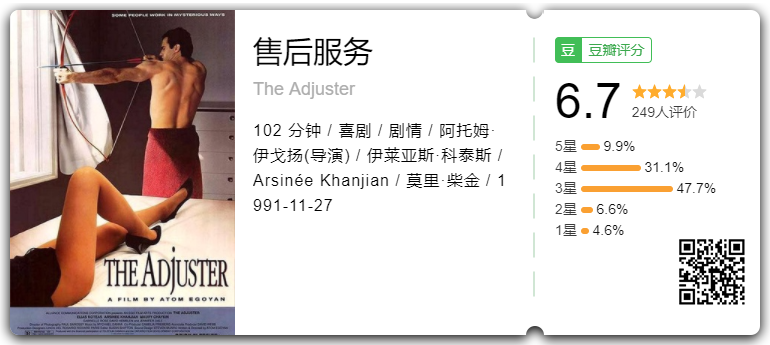 SOME PEOPLE WORK IN MYSTERIOUS WAYS
THE ADJUSTER
A FILM BY ATOM EGOYAN
售后服务
The Adjuster
102 分钟 / 喜剧 / 剧情 / 阿托姆·
伊戈扬(导演) / 伊莱亚斯·科泰斯 /
Arsinée Khanjian / 莫里·柴金 / 1
991-11-27
豆 豆瓣评分
6.7
249人评价
5星 9.9%
4星 31.1%
3星 47.7%
2星 6.6%
1星 4.6%